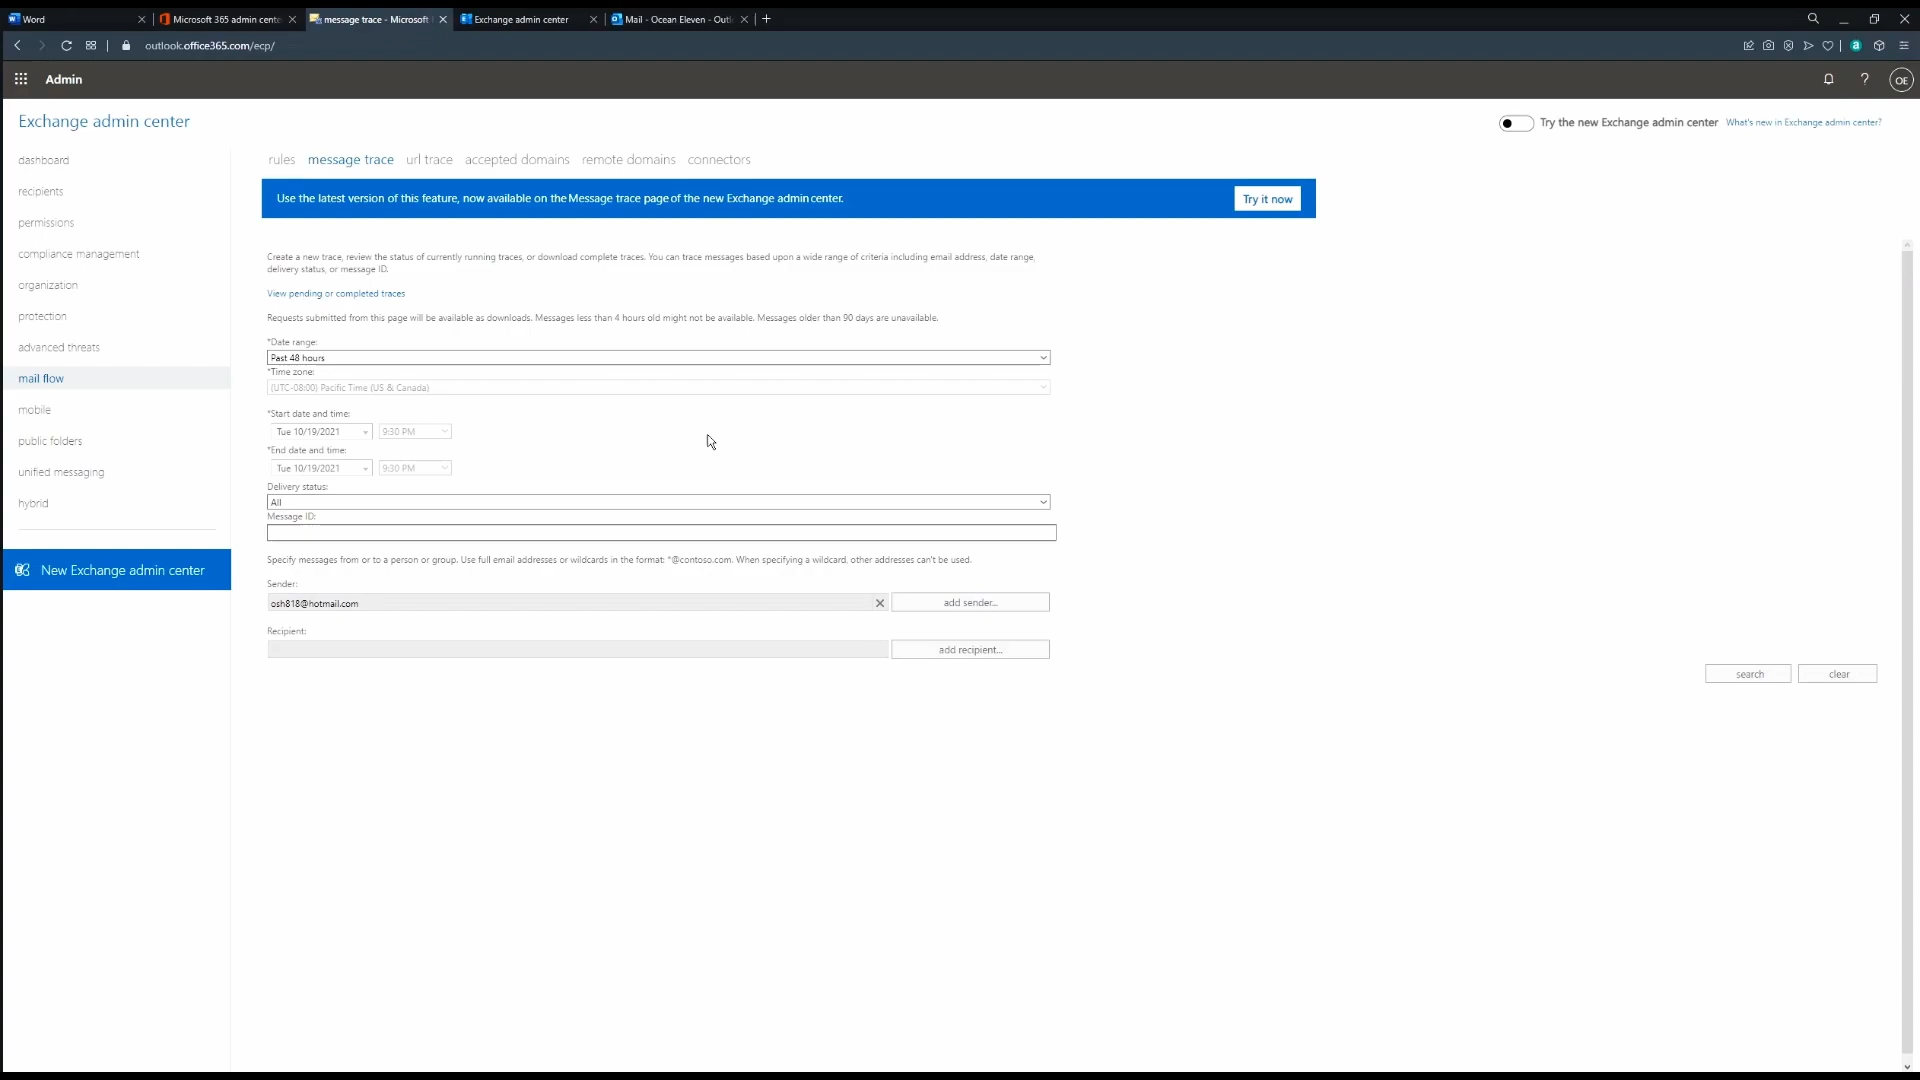 Word
Microsoft 365 admin cente
message trace - Microsoft
Exchange admin center
Mail - Ocean Eleven - Outl
outlook.office365.com/ecp/
a
Admin
?
OE
Exchange admin center
Try the new Exchange admin center
What's new in Exchange admin center?
dashboard
recipients
permissions
compliance management
organization
protection
advanced threats
mail flow
mobile
public folders
unified messaging
hybrid
New Exchange admin center
rules message trace url trace accepted domains remote domains connectors
Use the latest version of this feature, now available on the Message trace page of the new Exchange admin center.
Try it now
Create a new trace, review the status of currently running traces, or download complete traces. You can trace messages based upon a wide range of criteria including email address, date range,
delivery status, or message ID.
View pending or completed traces
Requests submitted from this page will be available as downloads. Messages less than 4 hours old might not be available. Messages older than 90 days are unavailable.
*Date range:
Past 48 hours
*Time zone:
(UTC-08:00) Pacific Time (US & Canada)
*Start date and time:
Tue 10/19/2021 9:30 PM
*End date and time:
Tue 10/19/2021 9:30 PM
Delivery status:
All
Message ID:
Specify messages from or to a person or group. Use full email addresses or wildcards in the format: *@contoso.com. When specifying a wildcard, other addresses can't be used.
Sender:
osh818@hotmail.com
add sender...
Recipient:
add recipient...
search
clear